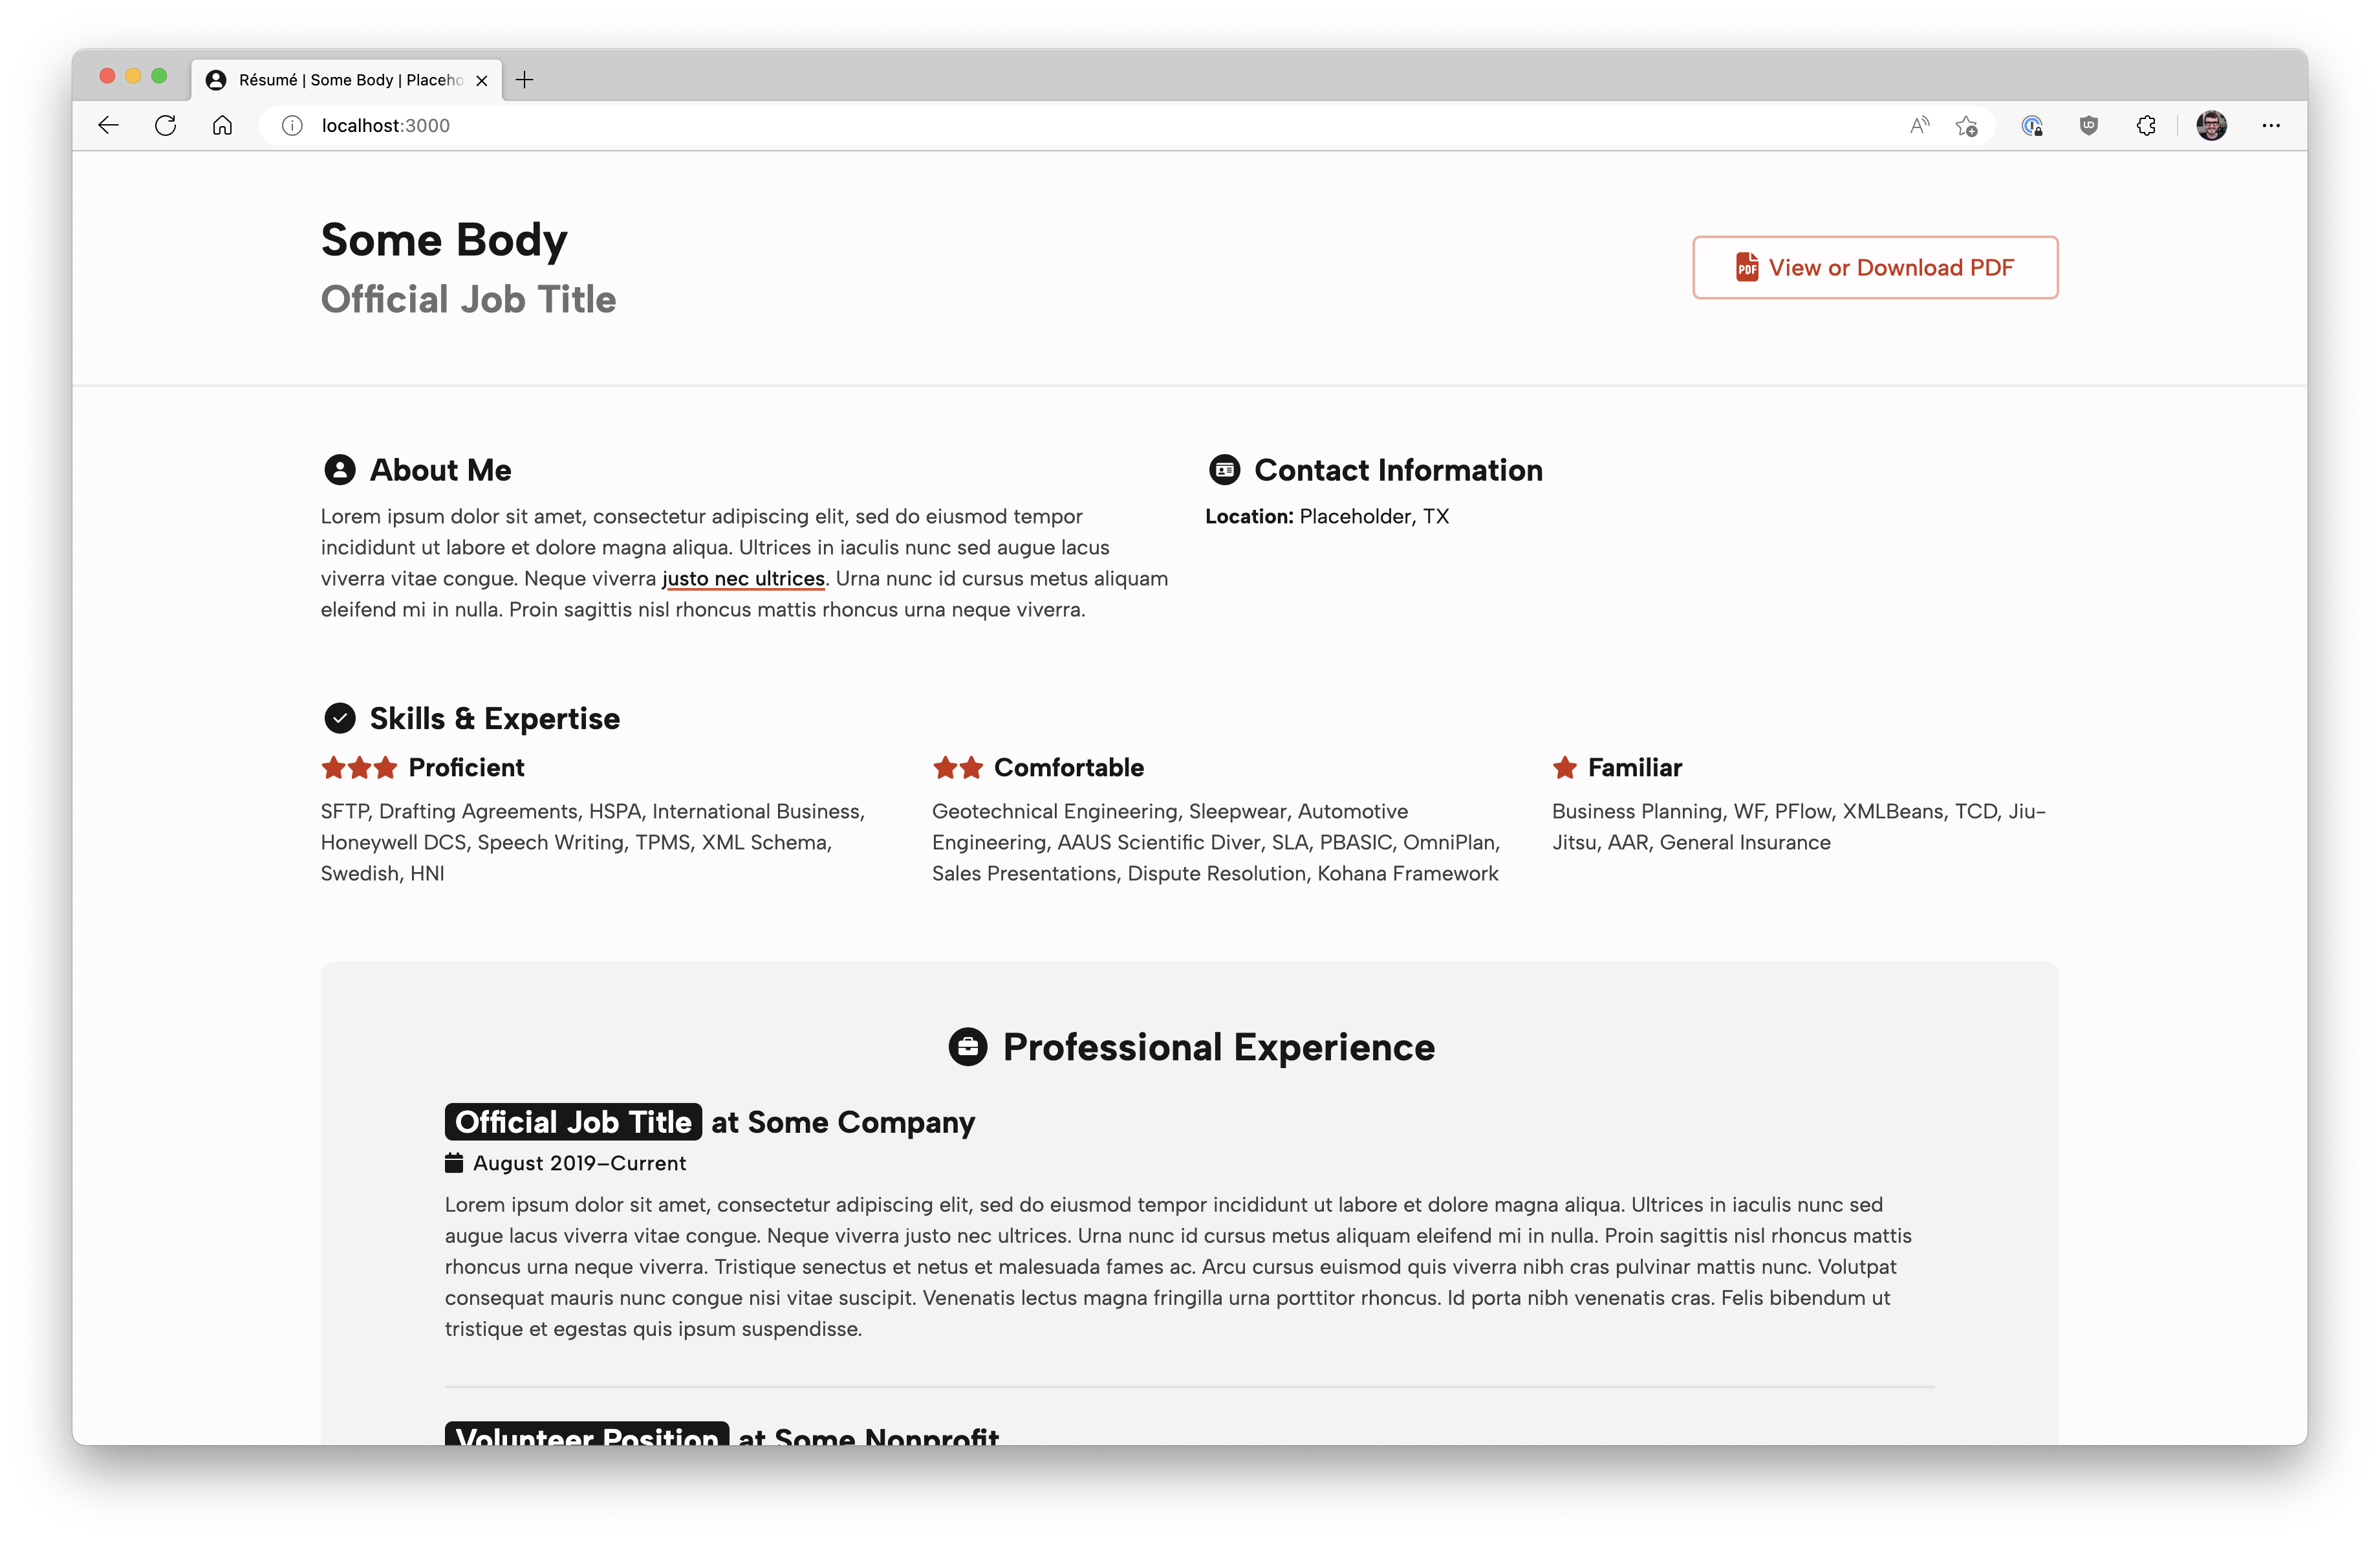 Résumé | Some Body | Placeho
localhost:3000
Some Body
Official Job Title
PDF View or Download PDF
About Me
Lorem ipsum dolor sit amet, consectetur adipiscing elit, sed do eiusmod tempor
incididunt ut labore et dolore magna aliqua. Ultrices in iaculis nunc sed augue lacus
viverra vitae congue. Neque viverra justo nec ultrices. Urna nunc id cursus metus aliquam
eleifend mi in nulla. Proin sagittis nisl rhoncus mattis rhoncus urna neque viverra.
Contact Information
Location: Placeholder, TX
Skills & Expertise
Proficient
SFTP, Drafting Agreements, HSPA, International Business,
Honeywell DCS, Speech Writing, TPMS, XML Schema,
Swedish, HNI
Comfortable
Geotechnical Engineering, Sleepwear, Automotive
Engineering, AAUS Scientific Diver, SLA, PBASIC, OmniPlan,
Sales Presentations, Dispute Resolution, Kohana Framework
Familiar
Business Planning, WF, PFlow, XMLBeans, TCD, Jiu-
Jitsu, AAR, General Insurance
Professional Experience
Official Job Title at Some Company
August 2019–Current
Lorem ipsum dolor sit amet, consectetur adipiscing elit, sed do eiusmod tempor incididunt ut labore et dolore magna aliqua. Ultrices in iaculis nunc sed
augue lacus viverra vitae congue. Neque viverra justo nec ultrices. Urna nunc id cursus metus aliquam eleifend mi in nulla. Proin sagittis nisl rhoncus mattis
rhoncus urna neque viverra. Tristique senectus et netus et malesuada fames ac. Arcu cursus euismod quis viverra nibh cras pulvinar mattis nunc. Volutpat
consequat mauris nunc congue nisi vitae suscipit. Venenatis lectus magna fringilla urna porttitor rhoncus. Id porta nibh venenatis cras. Felis bibendum ut
tristique et egestas quis ipsum suspendisse.
Volunteer Position at Some Nonprofit